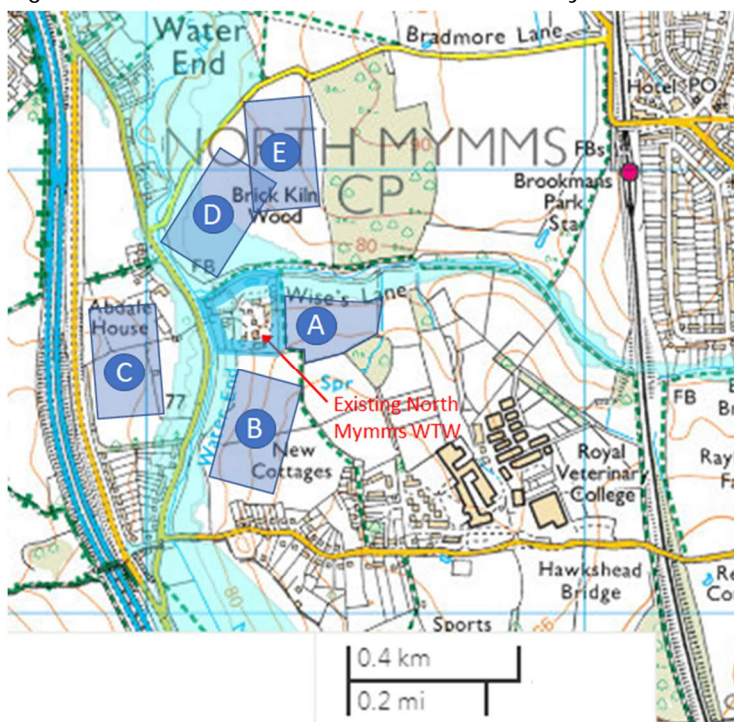 Water
End
Bradmore Lane
Hotel
PO
NORTH MYMMS
CP
90
E
FBs
Brookmans
Park
Sta
D
Brick Kiln
Wood
80
FB
Wise's Lane
Abdale
House
A
C
77
Spr
Existing North
Mymms WTW
Water End
B
New
Cottages
Royal
Veterinary
College
FB
Hawkshead
Bridge
80
Sports
0.4 km
0.2 mi